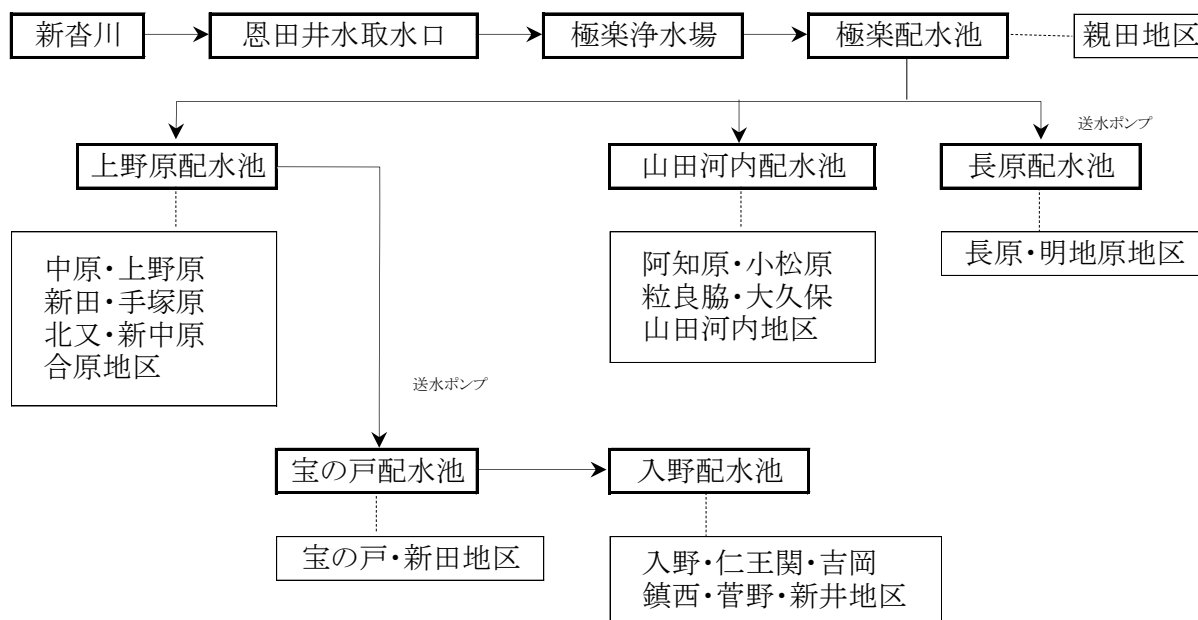 新沓川
恩田井水取水口
極楽浄水場
極楽配水池
親田地区
送水ポンプ
上野原配水池
山田河内配水池
長原配水池
中原・上野原
新田・手塚原
北又・新中原
合原地区
阿知原・小松原
粒良脇・大久保
山田河内地区
長原・明地原地区
送水ポンプ
宝の戸配水池
入野配水池
宝の戸・新田地区
入野・仁王関・吉岡
鎮西・菅野・新井地区